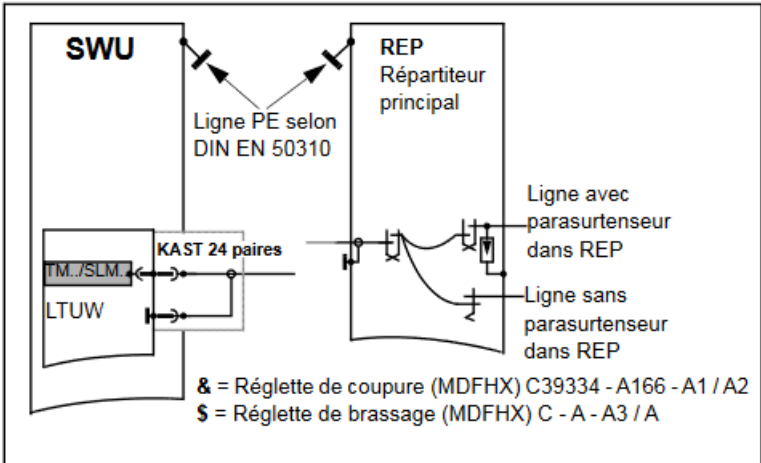 SWU
REP
Répartiteur
principal
Ligne PE selon
DIN EN 50310
Ligne avec
parasurtenseur
dans REP
KAST 24 paires
TM../SLM..
LTUW
Ligne sans
parasurtenseur
dans REP
& = Réglette de coupure (MDFHX) C39334 - A166 - A1 / A2
$ = Réglette de brassage (MDFHX) C - A - A3 / A